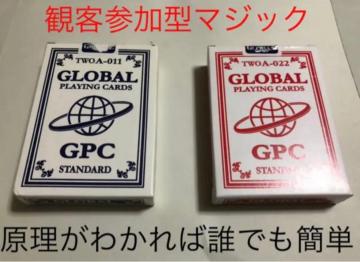 観客参加型マジック
TWOA-011
GLOBAL
PLAYING CARDS
GPC
STANDARD
TWOA-022
GLOBAL
PLAYING CARDS
GPC
STANDARD
原理がわかれば誰でも簡単